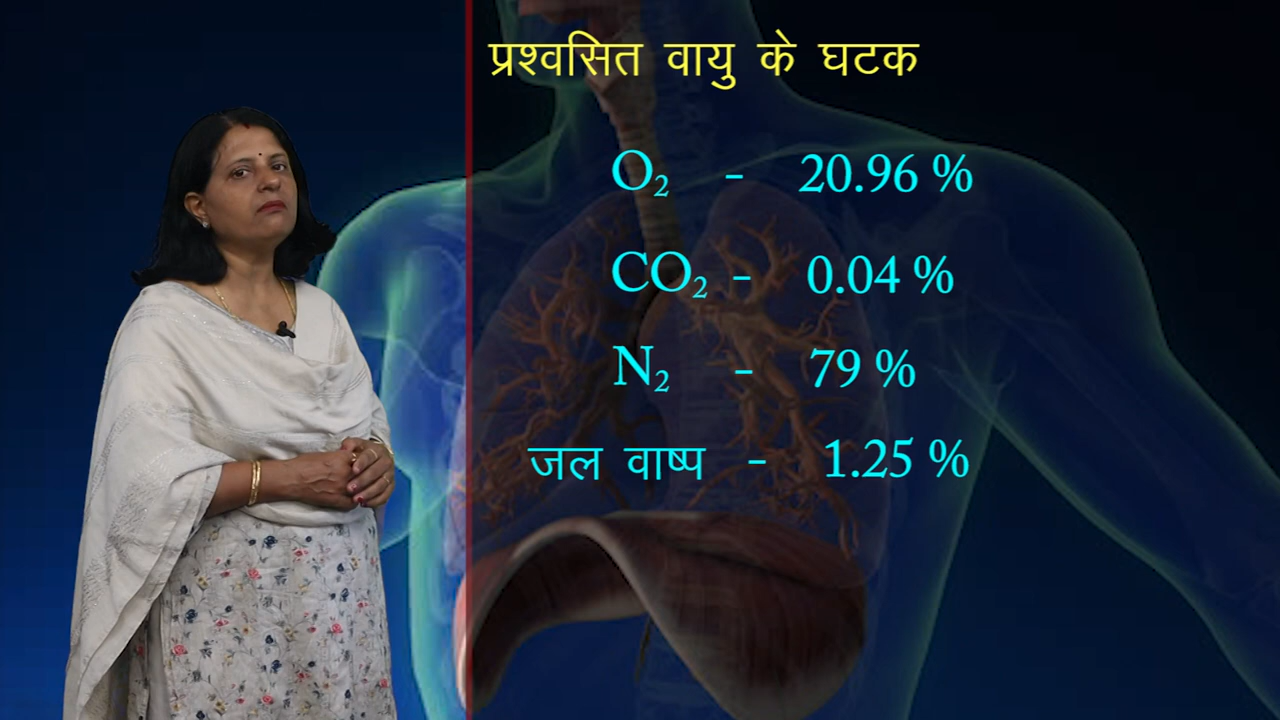 प्रश्वसित वायु के घटक
O₂ - 20.96 %
CO₂ - 0.04 %
N₂ - 79 %
जल वाष्प - 1.25 %